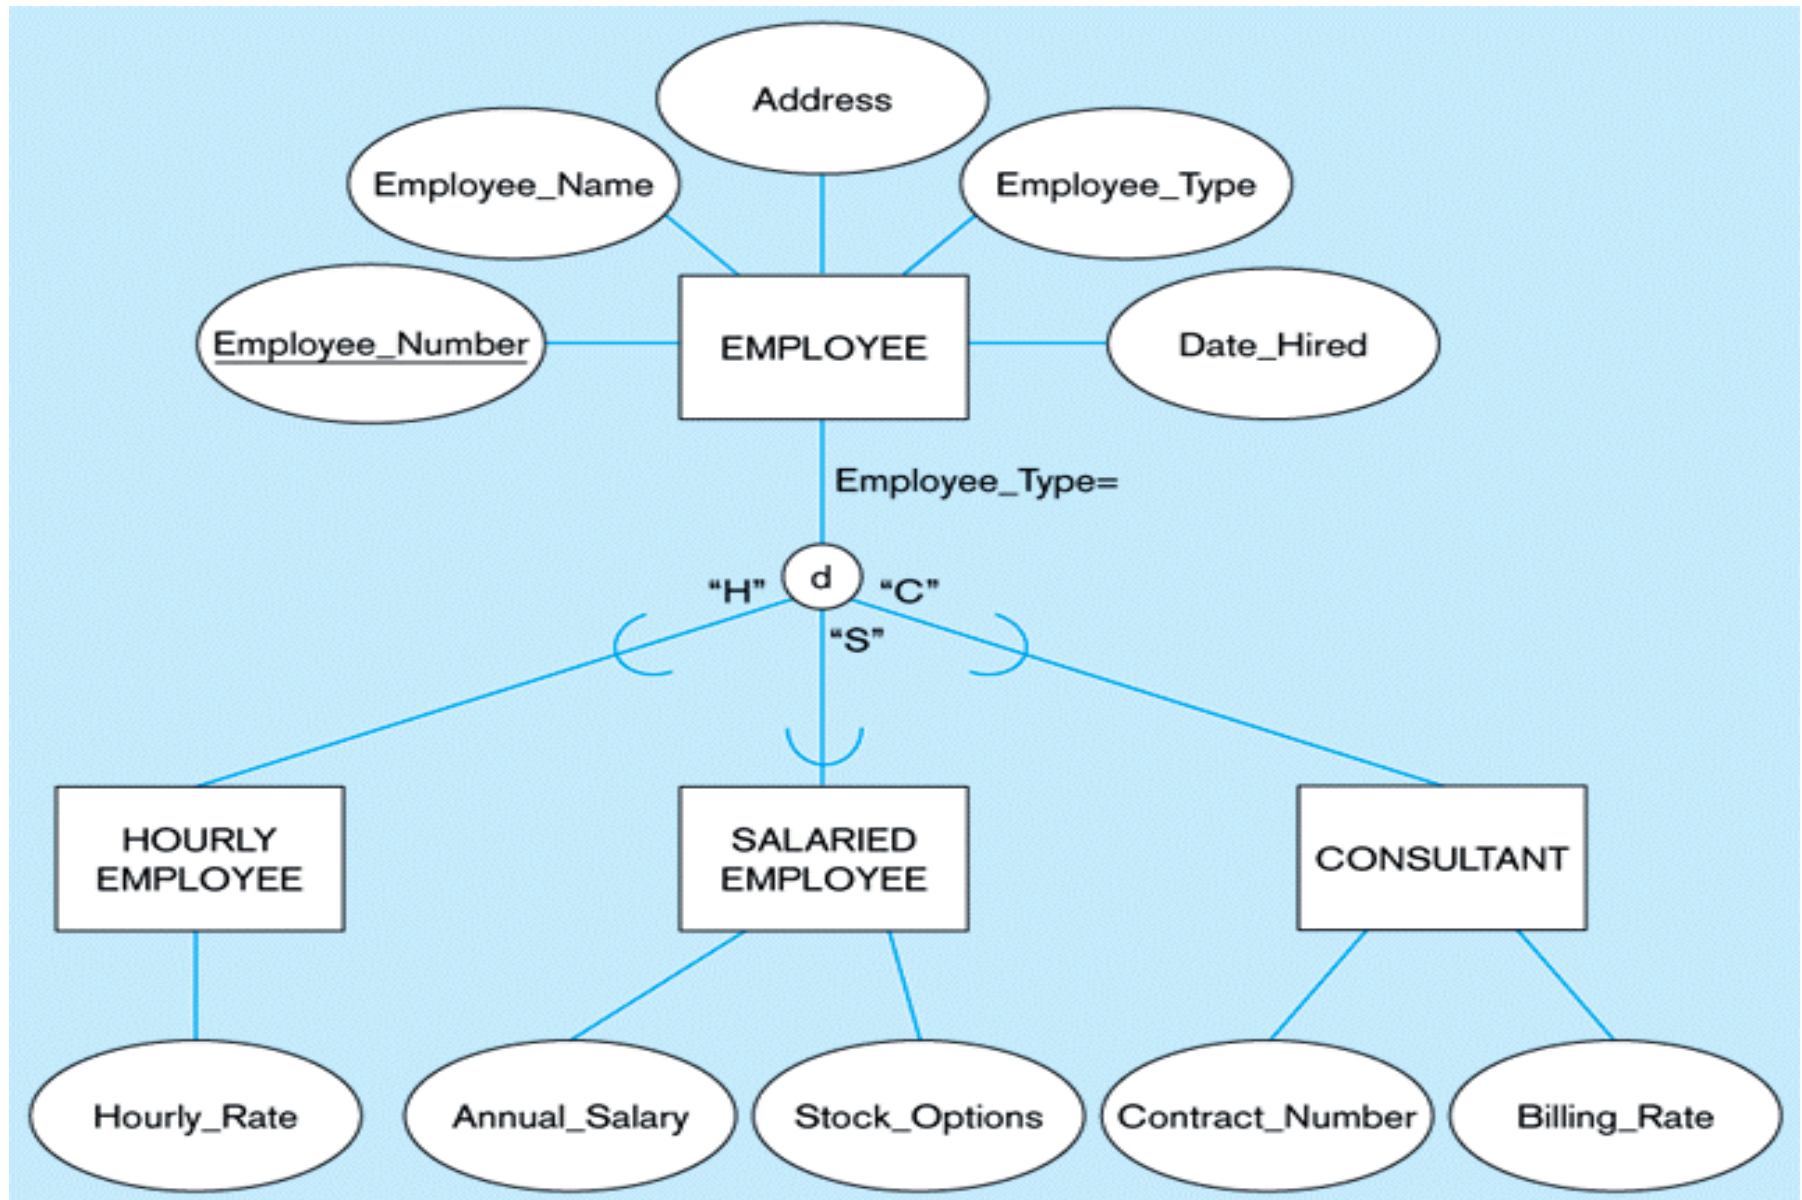 Address
Employee_Name
Employee_Type
Employee_Number
EMPLOYEE
Date_Hired
Employee_Type=
d
“H”
“C”
“S”
HOURLY
EMPLOYEE
SALARIED
EMPLOYEE
CONSULTANT
Hourly_Rate
Annual_Salary
Stock_Options
Contract_Number
Billing_Rate